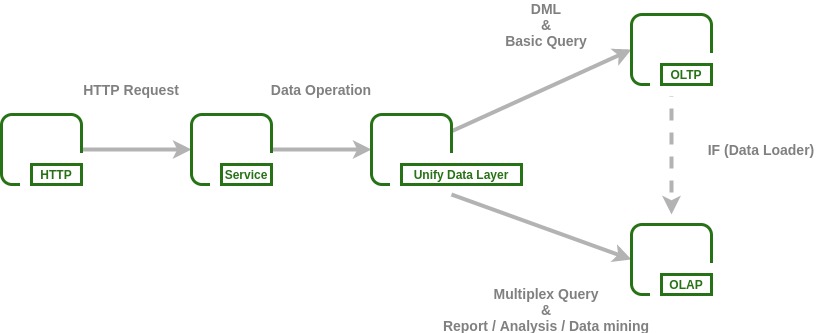 DML
&
Basic Query
OLTP
HTTP Request
Data Operation
IF (Data Loader)
HTTP
Service
Unify Data Layer
OLAP
Multiplex Query
&
Report / Analysis / Data mining